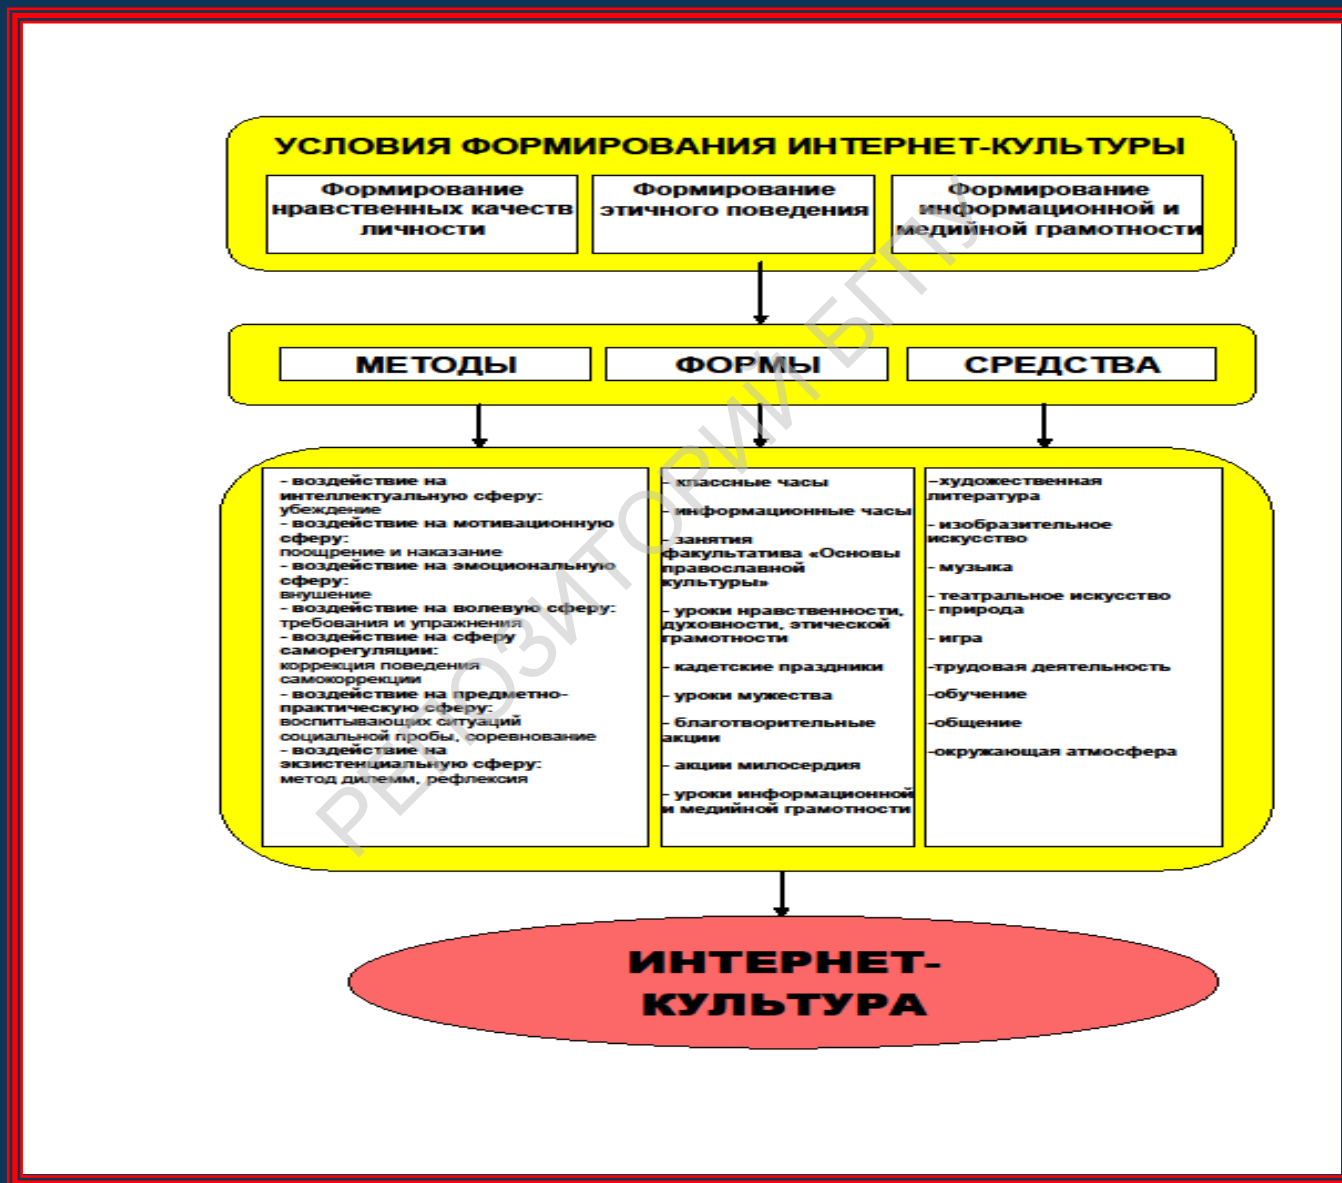 УСЛОВИЯ ФОРМИРОВАНИЯ ИНТЕРНЕТ-КУЛЬТУРЫ
Формирование
нравственных качеств
личности
Формирование
этичного поведения
Формирование
информационной и
медийной грамотности
МЕТОДЫ
ФОРМЫ
СРЕДСТВА
- воздействие на
интеллектуальную сферу:
убеждение
- воздействие на мотивационную
сферу:
поощрение и наказание
- воздействие на эмоциональную
сферу:
внушение
- воздействие на волевую сферу:
требования и упражнения
- воздействие на сферу
саморегуляции:
коррекция поведения
самокоррекции
- воздействие на предметно-
практическую сферу:
воспитывающих ситуаций
социальной пробы, соревнование
- воздействие на
экзистенциальную сферу:
метод дилемм, рефлексия
- классные часы
- информационные часы
- занятия
факультатива «Основы
православной
культуры»
- уроки нравственности,
духовности, этической
грамотности
- кадетские праздники
- уроки мужества
- благотворительные
акции
- акции милосердия
- уроки информационной
и медийной грамотности
-художественная
литература
- изобразительное
искусство
- музыка
- театральное искусство
- природа
- игра
-трудовая деятельность
-обучение
-общение
-окружающая атмосфера
ИНТЕРНЕТ-
КУЛЬТУРА
РЕПОЗИТОРИЙ БГПУ